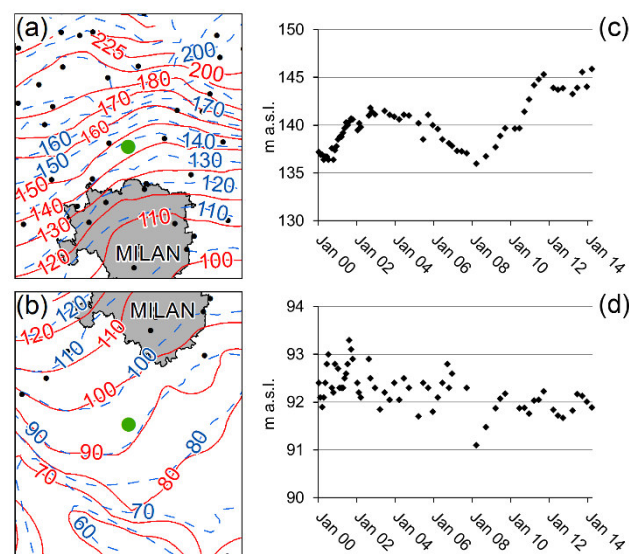 (a)
225
200
200
180
170
170
160
160
150
150
140
140
130
130
120
120
110
110
100
MILAN
(c)
m a.s.l.
150
145
140
135
130
Jan 00
Jan 02
Jan 04
Jan 06
Jan 08
Jan 10
Jan 12
Jan 14
(b)
MILAN
120
120
110
110
100
100
90
90
80
80
70
70
60
(d)
m a.s.l.
94
93
92
91
90
Jan 00
Jan 02
Jan 04
Jan 06
Jan 08
Jan 10
Jan 12
Jan 14